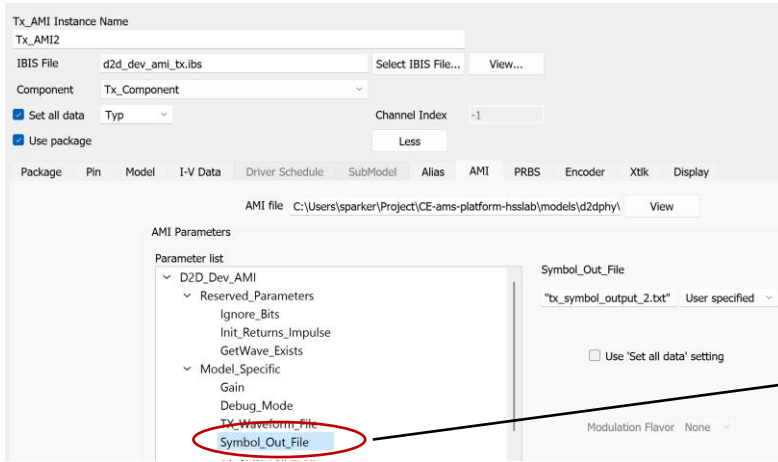 Tx_AMI Instance Name
Tx_AMI2
IBIS File d2d_dev_ami_tx.ibs Select IBIS File... View...
Component Tx_Component
Set all data Typ Channel Index -1
Use package Less
Package Pin Model I-V Data Driver Schedule SubModel Alias AMI PRBS Encoder Xtlk Display
AMI file C:\Users\sparker\Project\CE-ams-platform-hsslab\models\d2dphy\ View
AMI Parameters
Parameter list
D2D_Dev_AMI
Reserved_Parameters
Ignore_Bits
Init_Returns_Impulse
GetWave_Exists
Model_Specific
Gain
Debug_Mode
TX_Waveform_File
Symbol_Out_File
Symbol_Out_File
"tx_symbol_output_2.txt" User specified
Use 'Set all data' setting
Modulation Flavor None